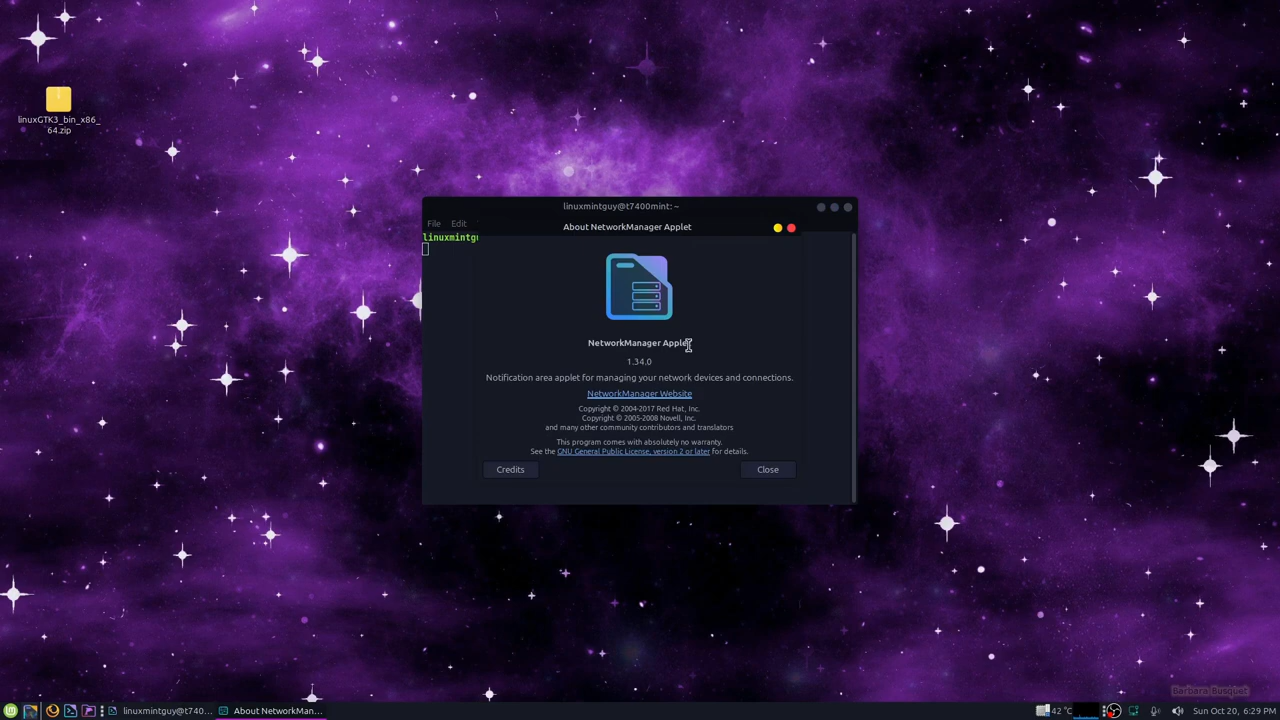 linuxGTK3_bin_x86_
64.zip
linuxmintguy@t7400mint: ~
File Edit
About NetworkManager Applet
linuxmintgu
NetworkManager Applet
1.34.0
Notification area applet for managing your network devices and connections.
NetworkManager Website
Copyright © 2004-2017 Red Hat, Inc.
Copyright © 2005-2008 Novell, Inc.
and many other community contributors and translators
This program comes with absolutely no warranty.
See the GNU General Public License, version 2 or later for details.
Credits Close
Barbara Busquet
linuxmintguy@t740...
About NetworkMan...
42 °C
Sun Oct 20, 6:29 PM